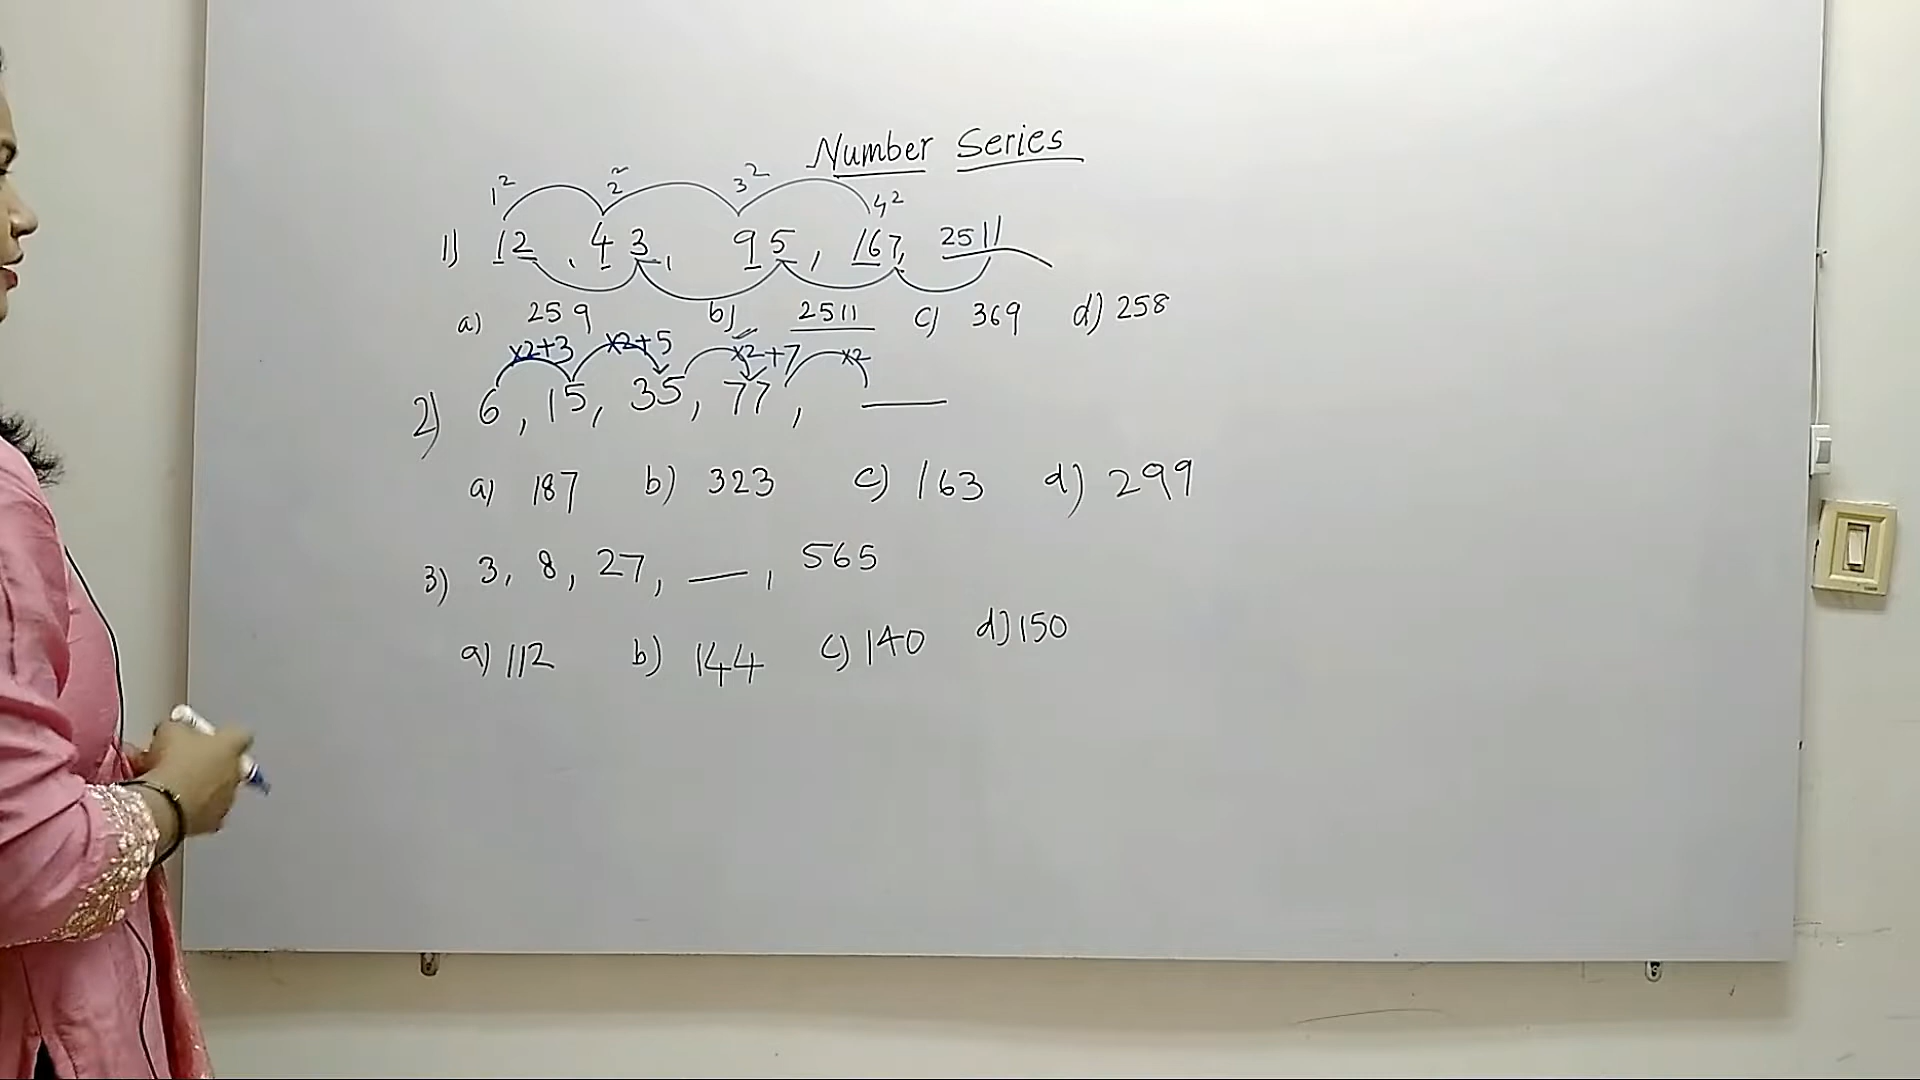 Number Series
1² 2² 3² 4²
1) 12, 43, 95, 167, 2511
a) 259 b) 2511 c) 369 d) 258
x2+3 x2+5 x2+7 x2
2) 6, 15, 35, 77, ___
a) 187 b) 323 c) 163 d) 299
3) 3, 8, 27, ___, 565
a) 112 b) 144 c) 140 d) 150